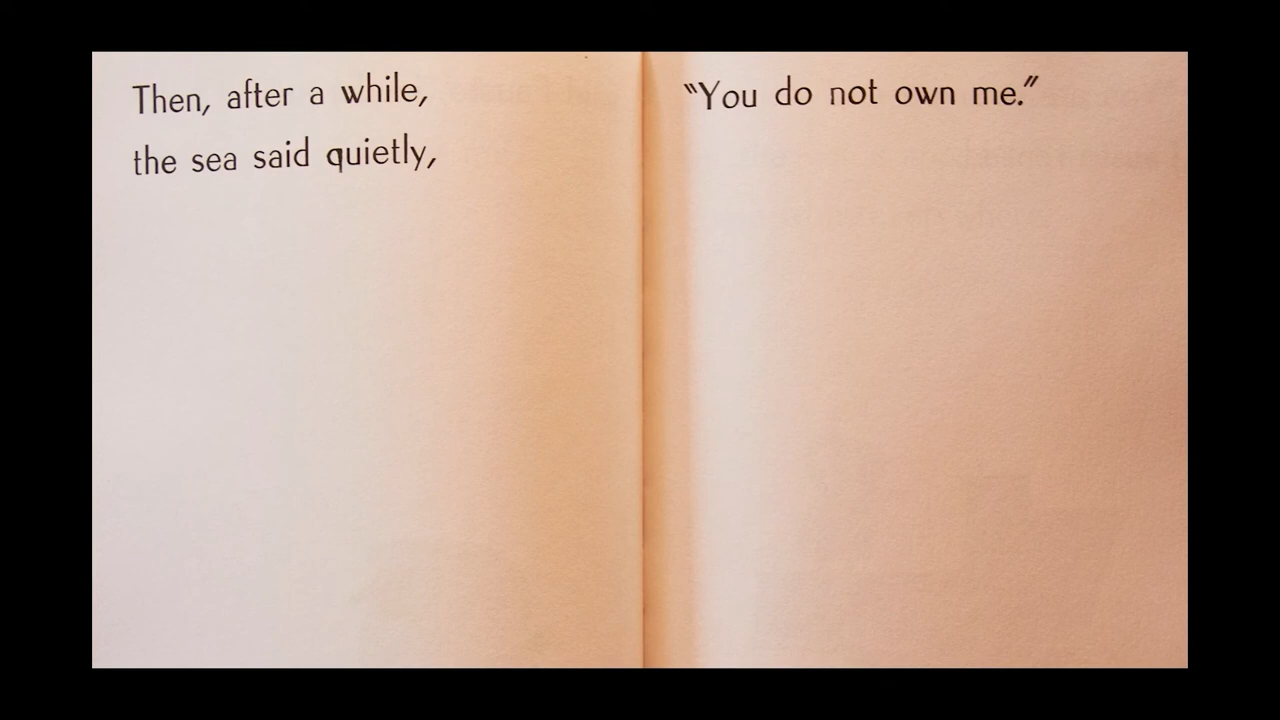 Then, after a while,
the sea said quietly,
“You do not own me.”